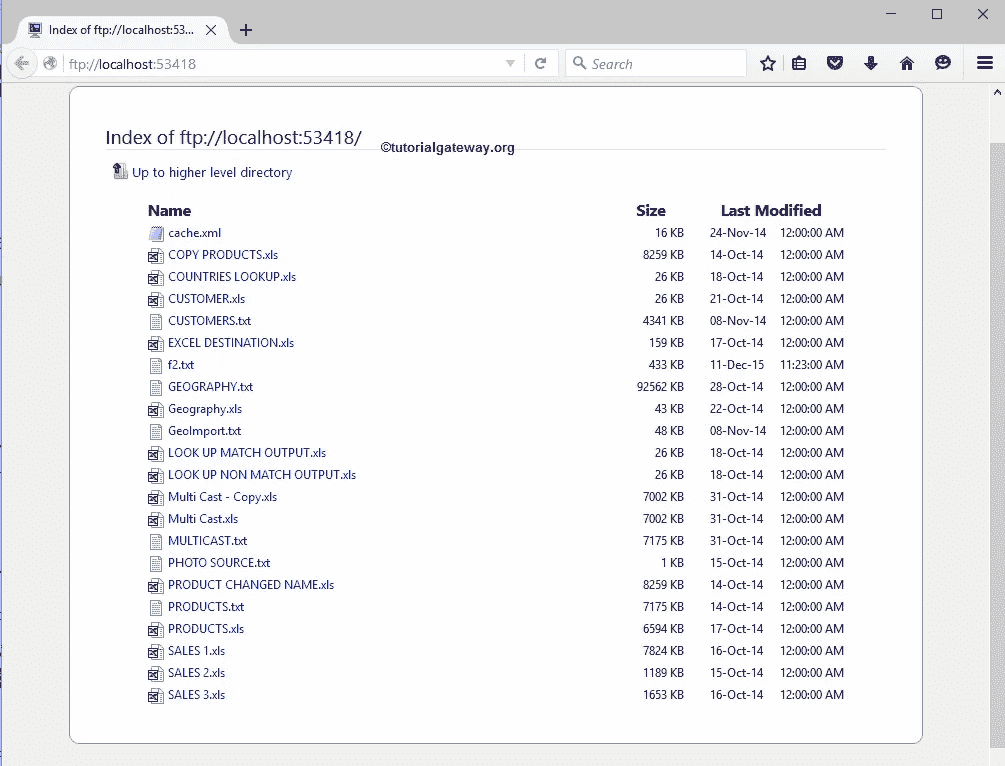 Index of ftp://localhost:53...
ftp://localhost:53418
Search
Index of ftp://localhost:53418/
©tutorialgateway.org
Up to higher level directory
Name Size Last Modified
cache.xml 16 KB 24-Nov-14 12:00:00 AM
COPY PRODUCTS.xls 8259 KB 14-Oct-14 12:00:00 AM
COUNTRIES LOOKUP.xls 26 KB 18-Oct-14 12:00:00 AM
CUSTOMER.xls 26 KB 21-Oct-14 12:00:00 AM
CUSTOMERS.txt 4341 KB 08-Nov-14 12:00:00 AM
EXCEL DESTINATION.xls 159 KB 17-Oct-14 12:00:00 AM
f2.txt 433 KB 11-Dec-15 11:23:00 AM
GEOGRAPHY.txt 92562 KB 28-Oct-14 12:00:00 AM
Geography.xls 43 KB 22-Oct-14 12:00:00 AM
GeoImport.txt 48 KB 08-Nov-14 12:00:00 AM
LOOK UP MATCH OUTPUT.xls 26 KB 18-Oct-14 12:00:00 AM
LOOK UP NON MATCH OUTPUT.xls 26 KB 18-Oct-14 12:00:00 AM
Multi Cast - Copy.xls 7002 KB 31-Oct-14 12:00:00 AM
Multi Cast.xls 7002 KB 31-Oct-14 12:00:00 AM
MULTICAST.txt 7175 KB 31-Oct-14 12:00:00 AM
PHOTO SOURCE.txt 1 KB 15-Oct-14 12:00:00 AM
PRODUCT CHANGED NAME.xls 8259 KB 14-Oct-14 12:00:00 AM
PRODUCTS.txt 7175 KB 14-Oct-14 12:00:00 AM
PRODUCTS.xls 6594 KB 17-Oct-14 12:00:00 AM
SALES 1.xls 7824 KB 16-Oct-14 12:00:00 AM
SALES 2.xls 1189 KB 15-Oct-14 12:00:00 AM
SALES 3.xls 1653 KB 16-Oct-14 12:00:00 AM